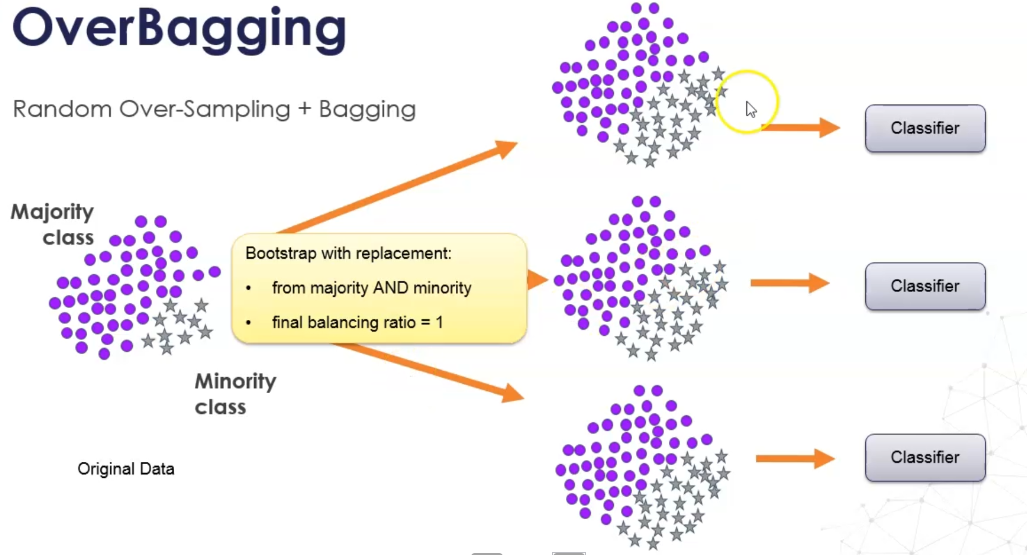 OverBagging
Random Over-Sampling + Bagging
Majority
class
Bootstrap with replacement:
• from majority AND minority
• final balancing ratio = 1
Minority
class
Original Data
Classifier
Classifier
Classifier